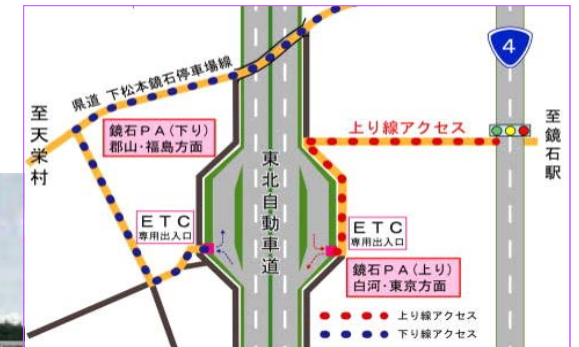 4
県道 下松本鏡石停車場線
至天栄村
鏡石PA(下り)
郡山・福島方面
上り線アクセス
至鏡石駅
東北自動車道
ETC
専用出入口
ETC
専用出入口
鏡石PA(上り)
白河・東京方面
上り線アクセス
下り線アクセス